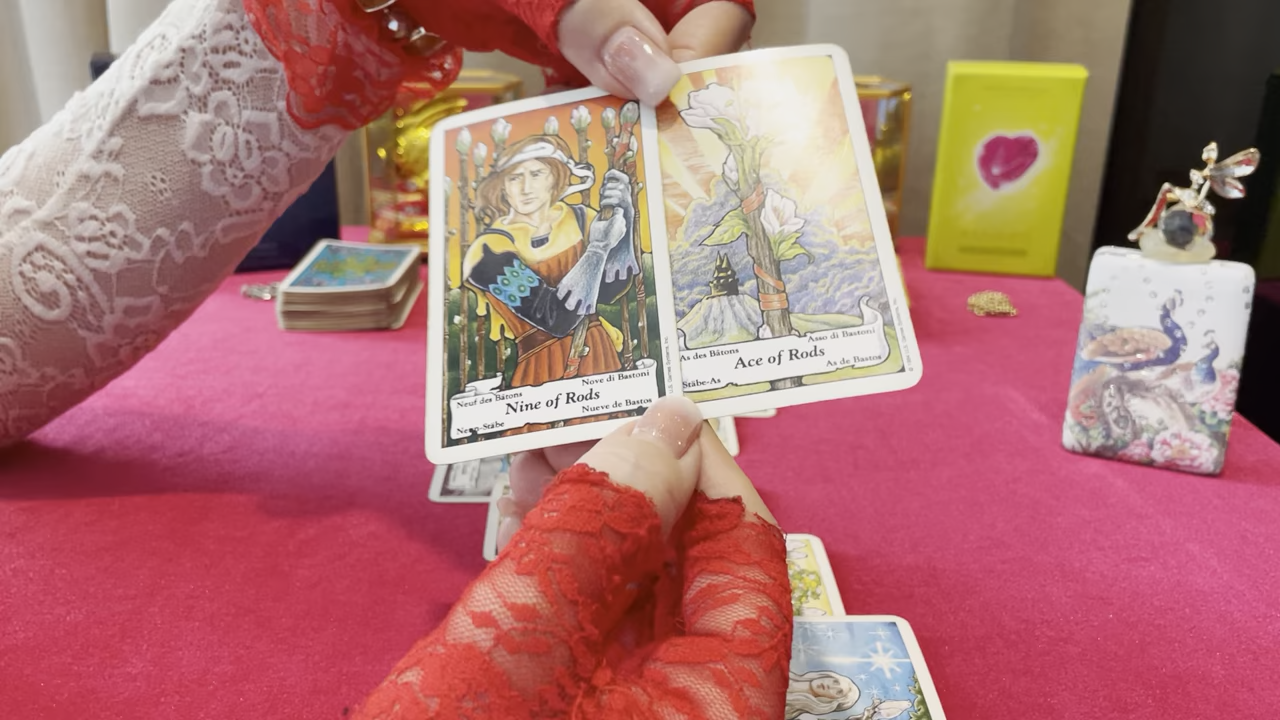 Neuf des Bâtons
Nove di Bastoni
Nine of Rods
Neun-Stäbe
Nueve de Bastos
As des Bâtons
Asso di Bastoni
Ace of Rods
Stäbe-As
As de Bastos